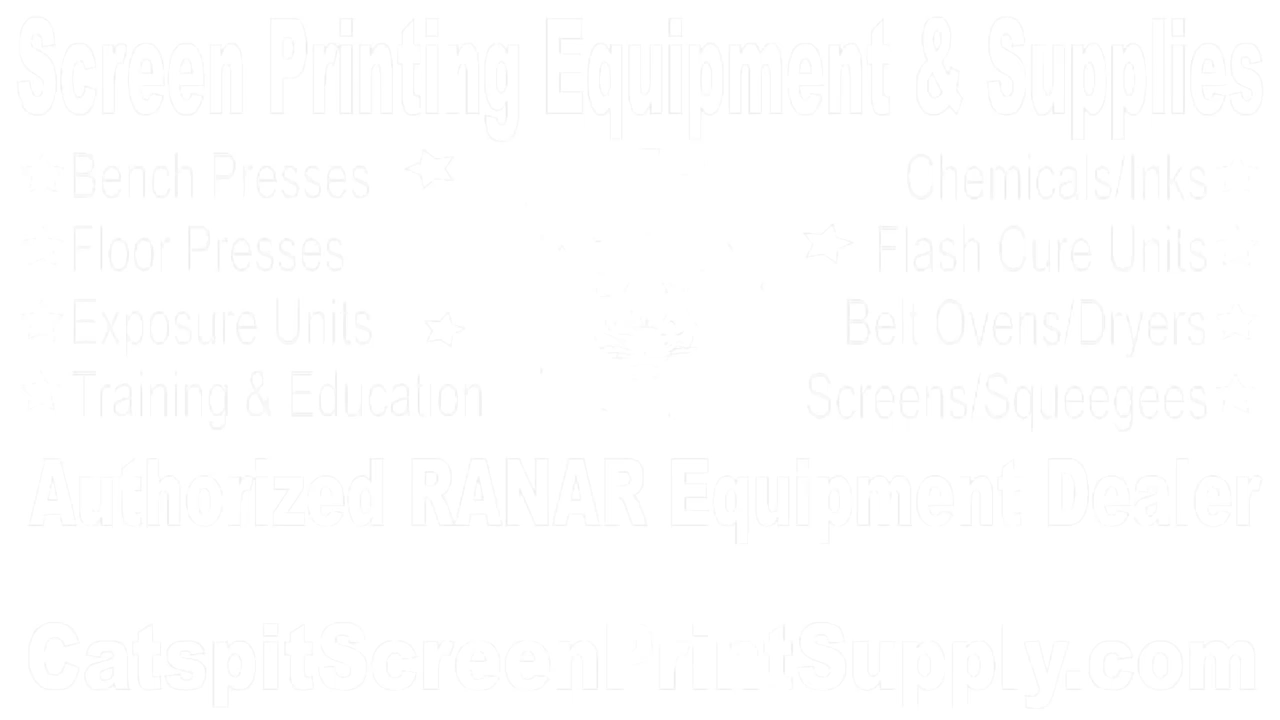 Screen Printing Equipment & Supplies
Bench Presses
Chemicals/Inks
Floor Presses
Flash Cure Units
Exposure Units
Belt Ovens/Dryers
Training & Education
Screens/Squeegees
Authorized RANAR Equipment Dealer
CatspitScreenPrintSupply.com